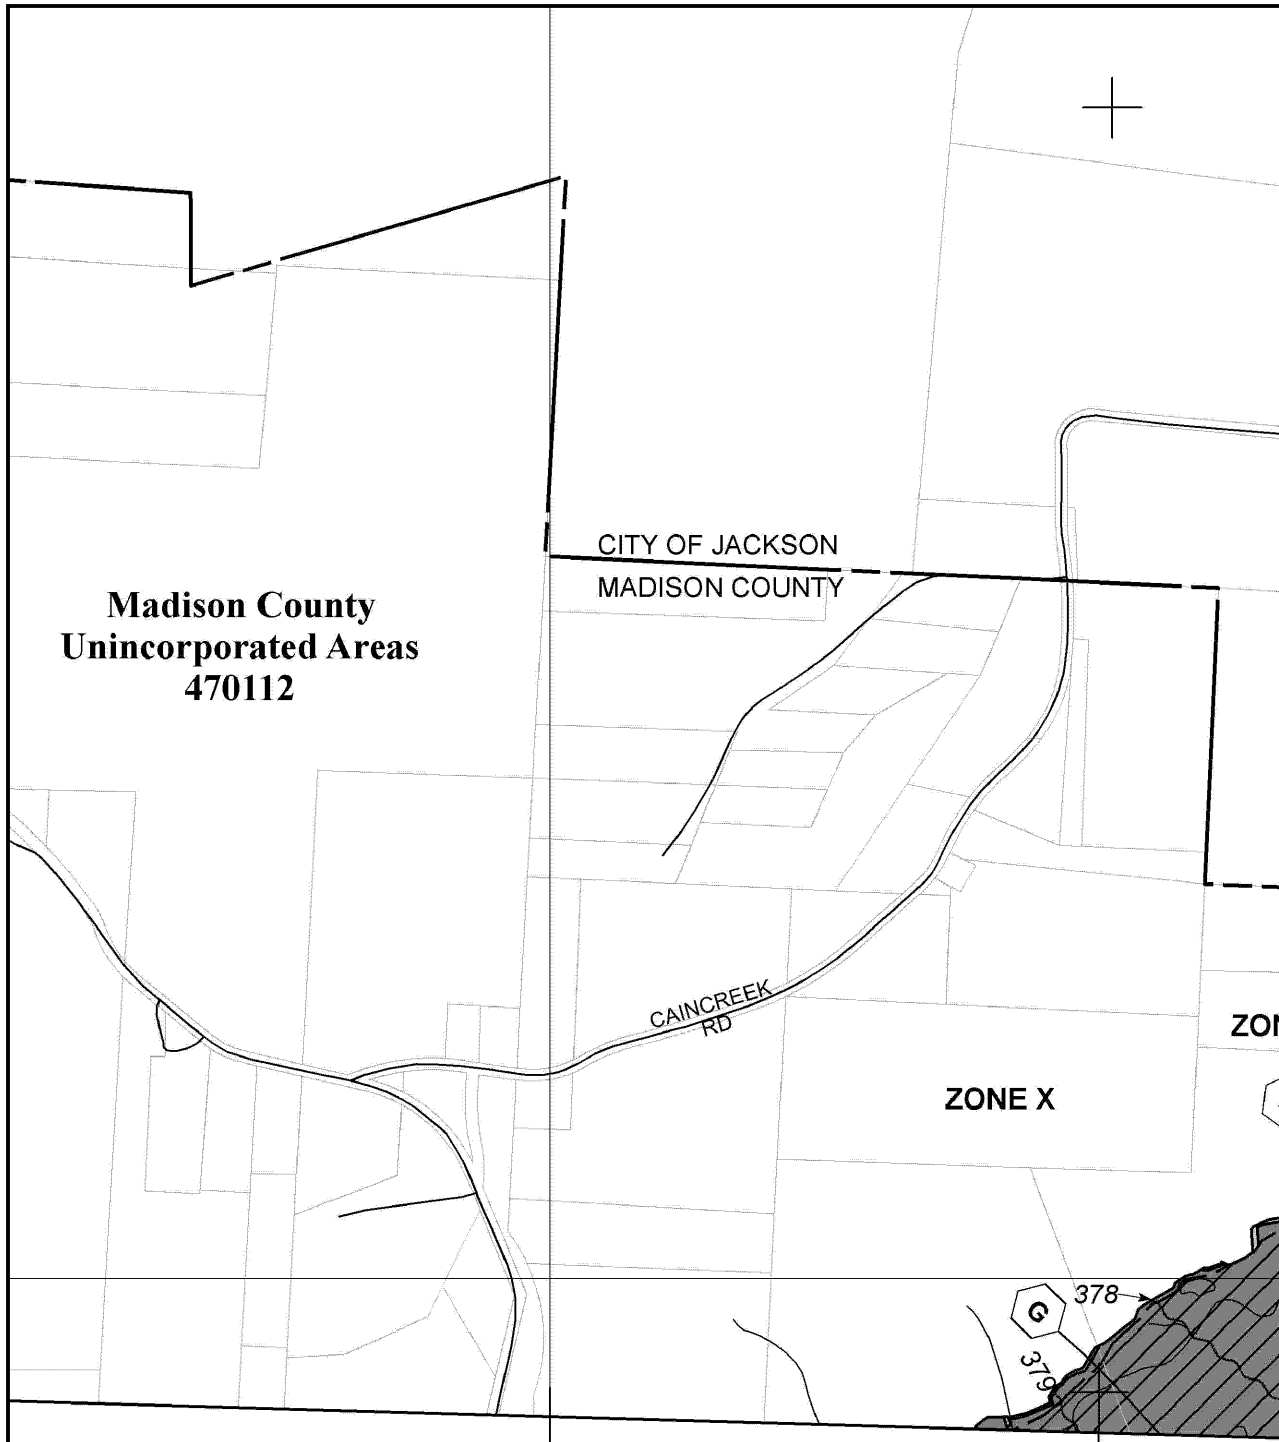 CITY OF JACKSON
MADISON COUNTY
Madison County
Unincorporated Areas
470112
CAINCREEK
RD
ZONE X
378
G
379